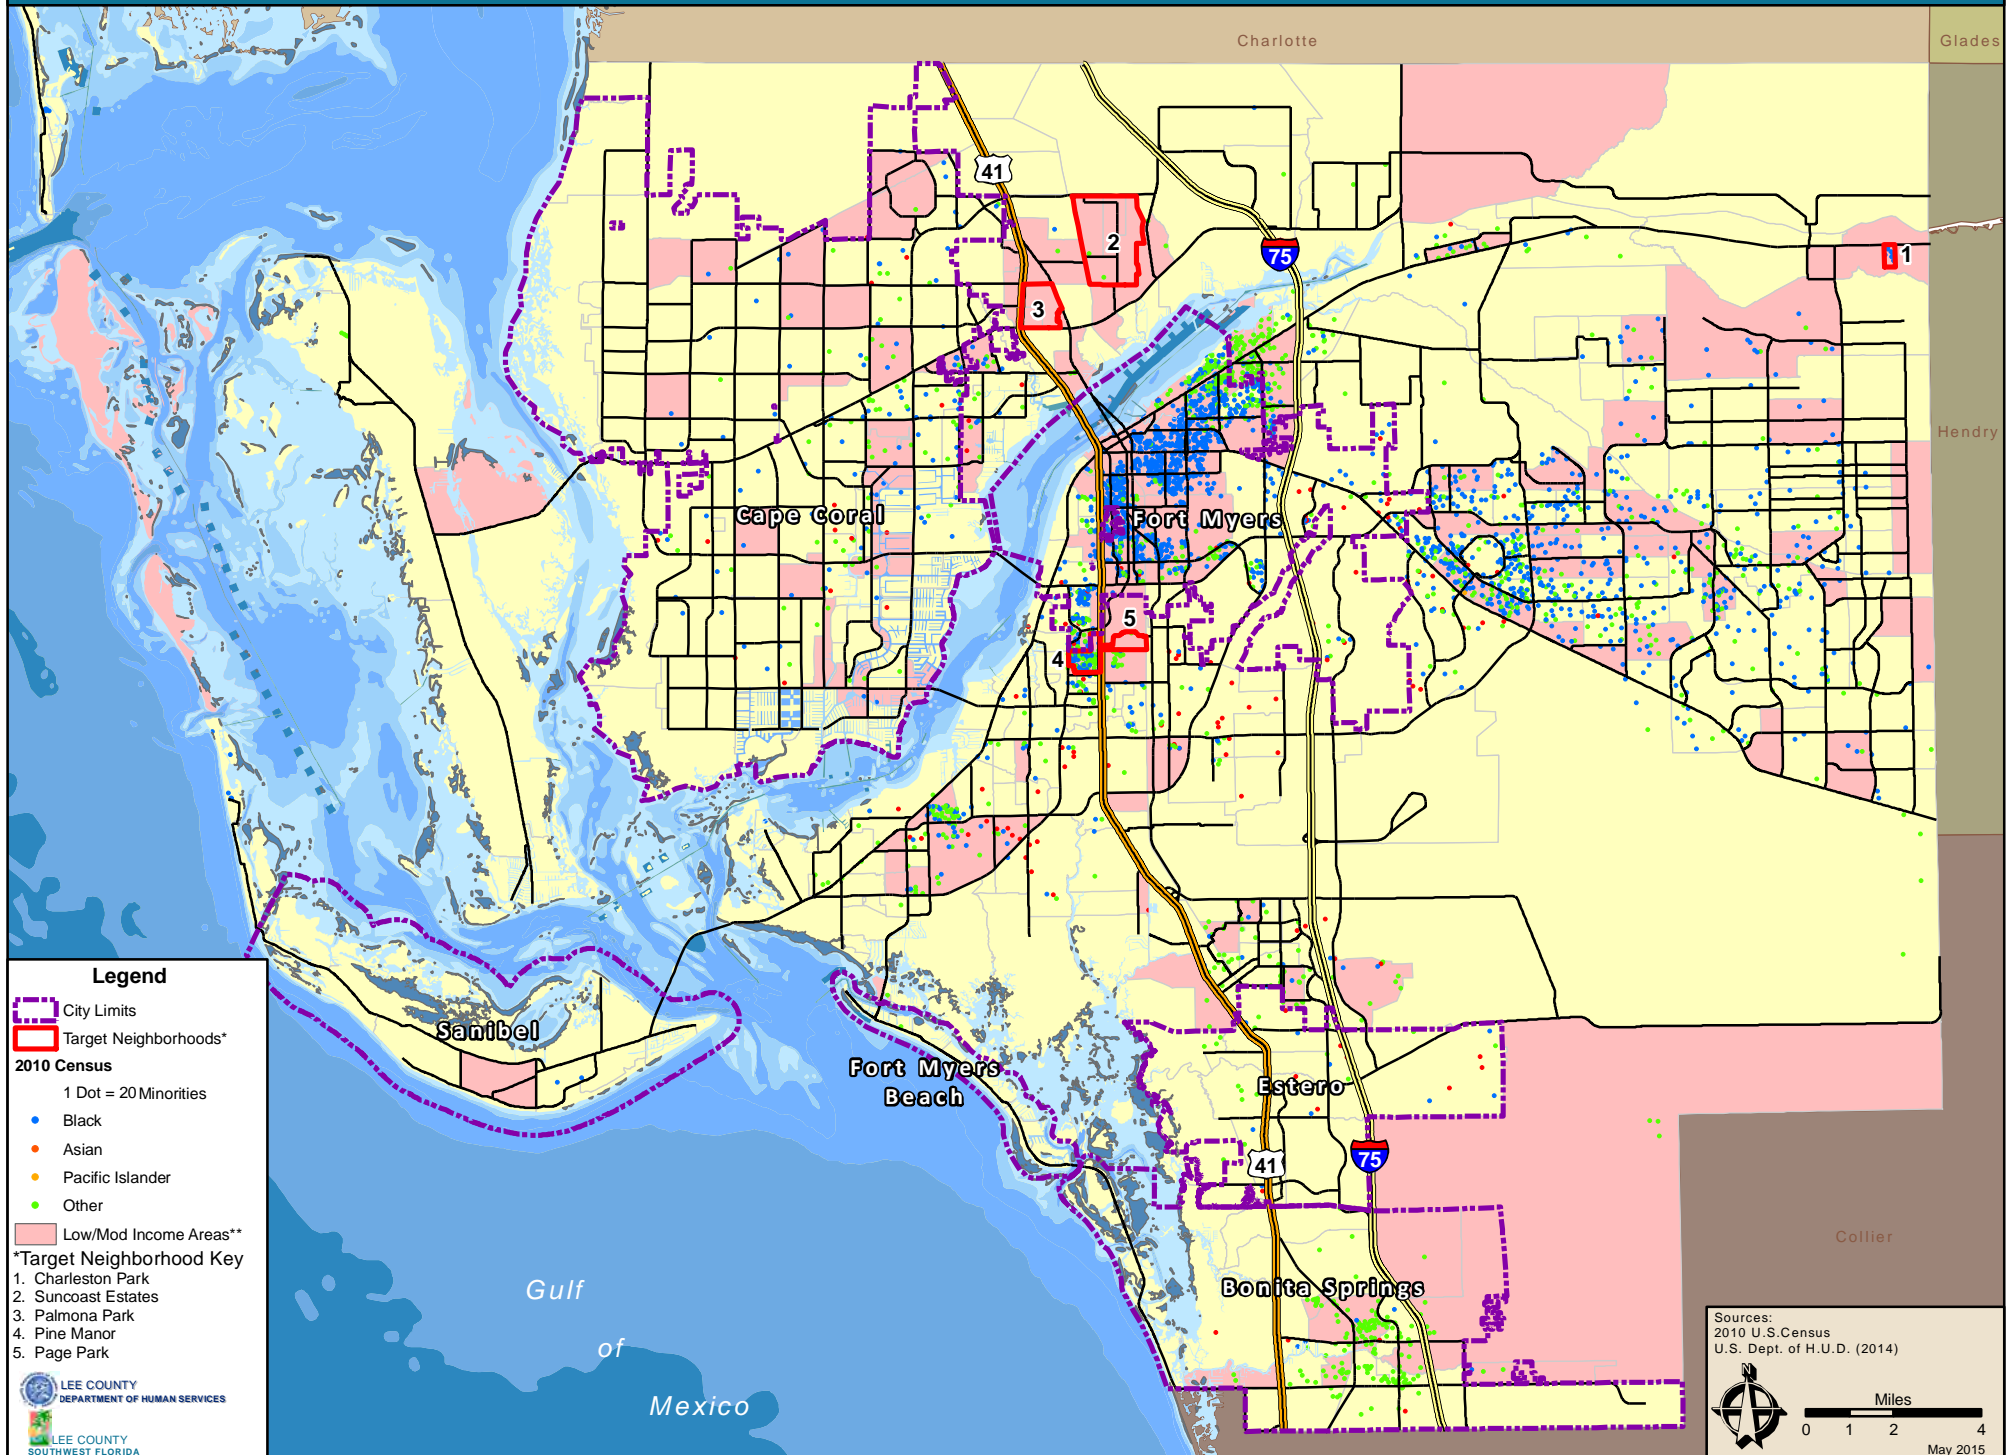 Charlotte
Glades
41
75
2
1
3
Hendry
Cape Coral
Fort Myers
5
4
Sanibel
Fort Myers
Beach
Estero
41
75
Collier
Bonita Springs
Gulf
of
Mexico
Legend
City Limits
Target Neighborhoods*
2010 Census
1 Dot = 20 Minorities
Black
Asian
Pacific Islander
Other
Low/Mod Income Areas**
*Target Neighborhood Key
1. Charleston Park
2. Suncoast Estates
3. Palmona Park
4. Pine Manor
5. Page Park
LEE COUNTY
DEPARTMENT OF HUMAN SERVICES
LEE COUNTY
SOUTHWEST FLORIDA
Sources:
2010 U.S.Census
U.S. Dept. of H.U.D. (2014)
N
Miles
0 1 2 4
May 2015